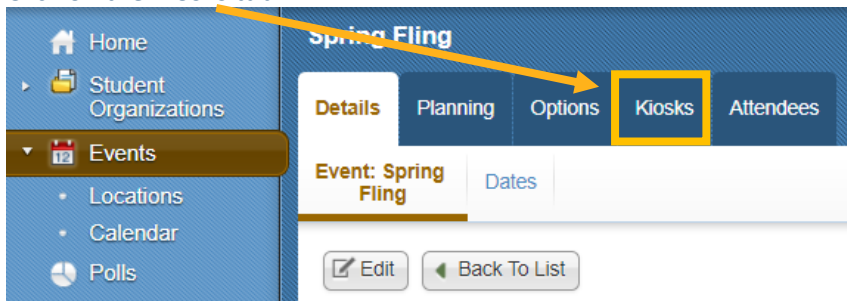 Home
Student
Organizations
Events
12
Locations
Calendar
Polls
Spring Fling
Details
Planning
Options
Kiosks
Attendees
Event: Spring
Fling
Dates
Edit
Back To List